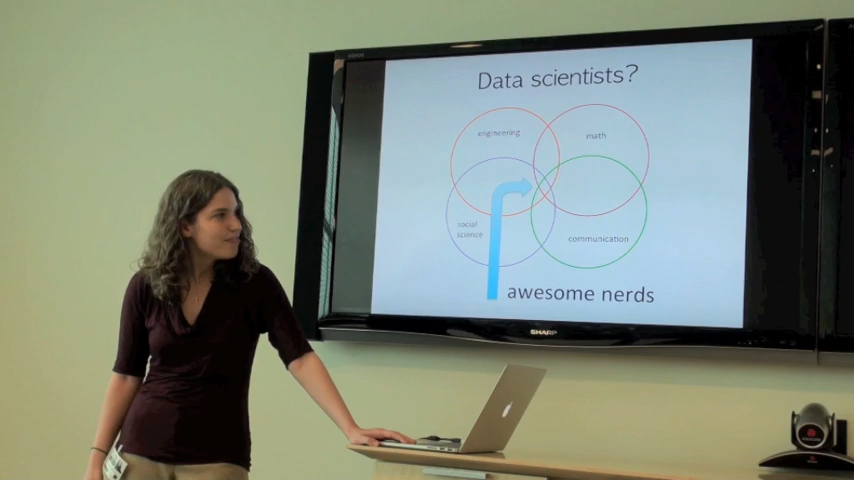 Data scientists?
engineering
math
social
science
communication
awesome nerds
SHARP